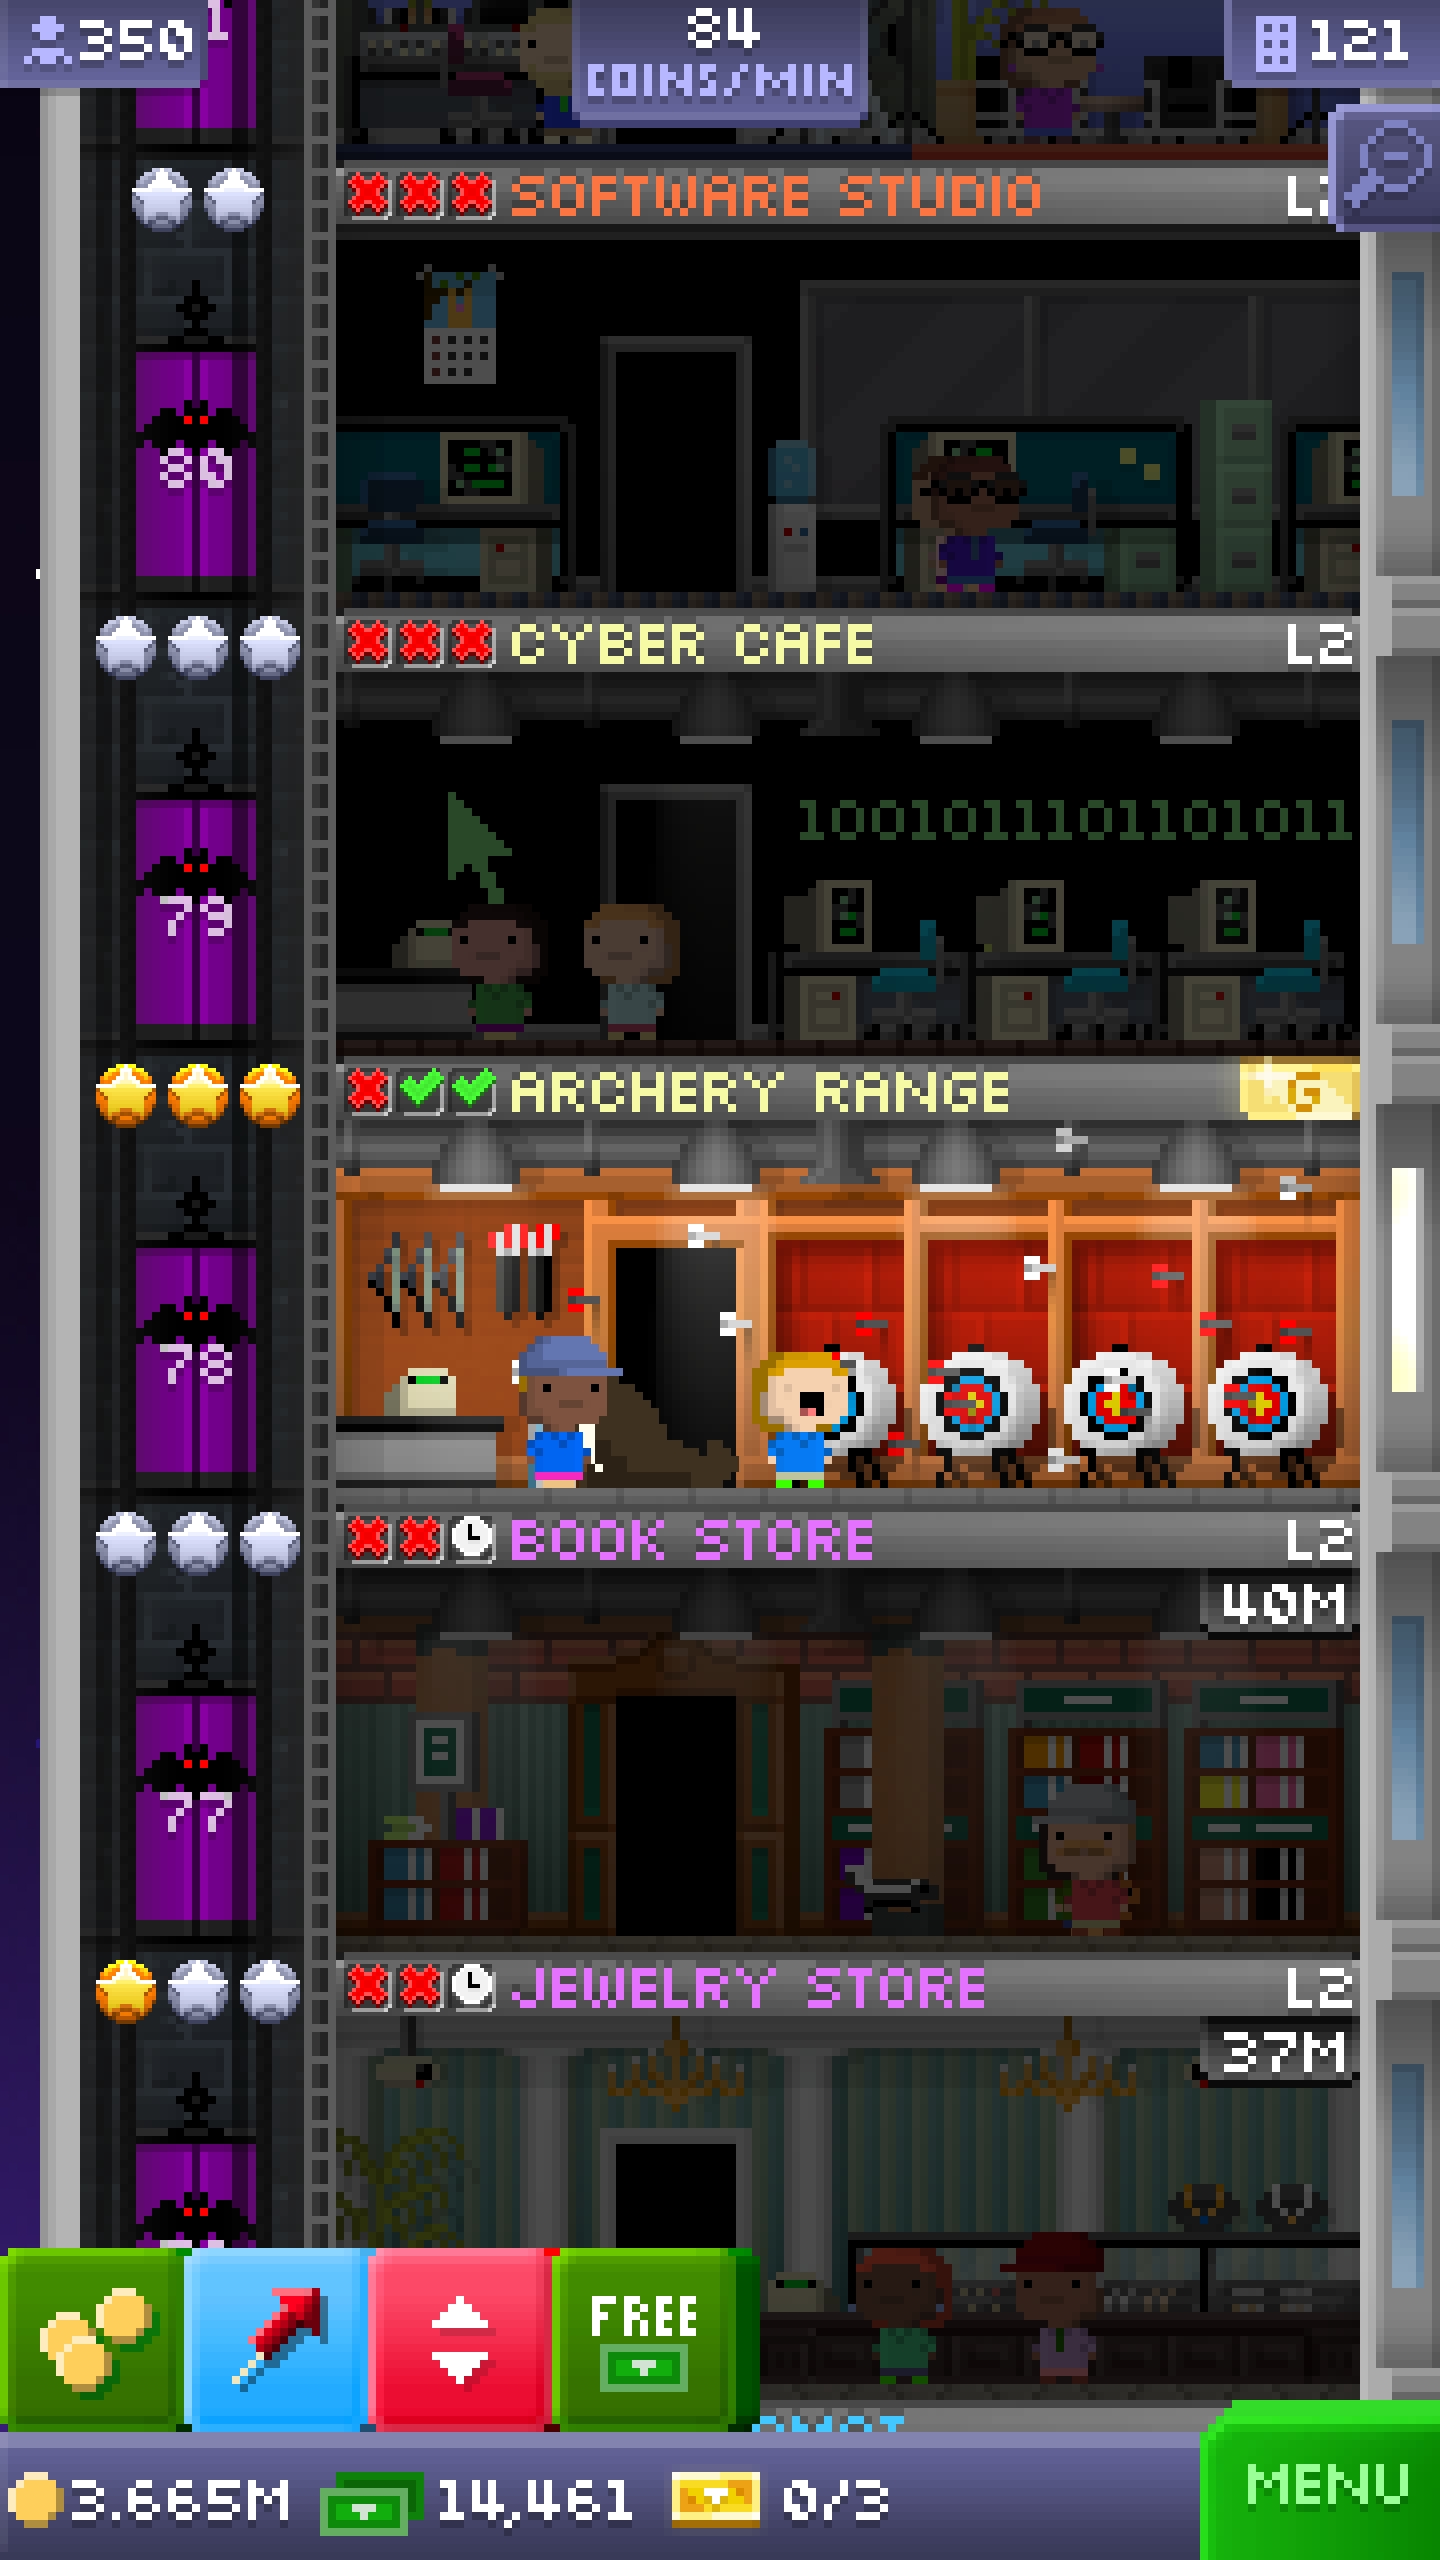 350
1
84
COINS/MIN
121
SOFTWARE STUDIO
80
CYBER CAFE L2
1001011101101011
79
ARCHERY RANGE G
78
BOOK STORE L2
40M
77
JEWELRY STORE L2
37M
FREE
3.665M 14,461 0/3
MENU